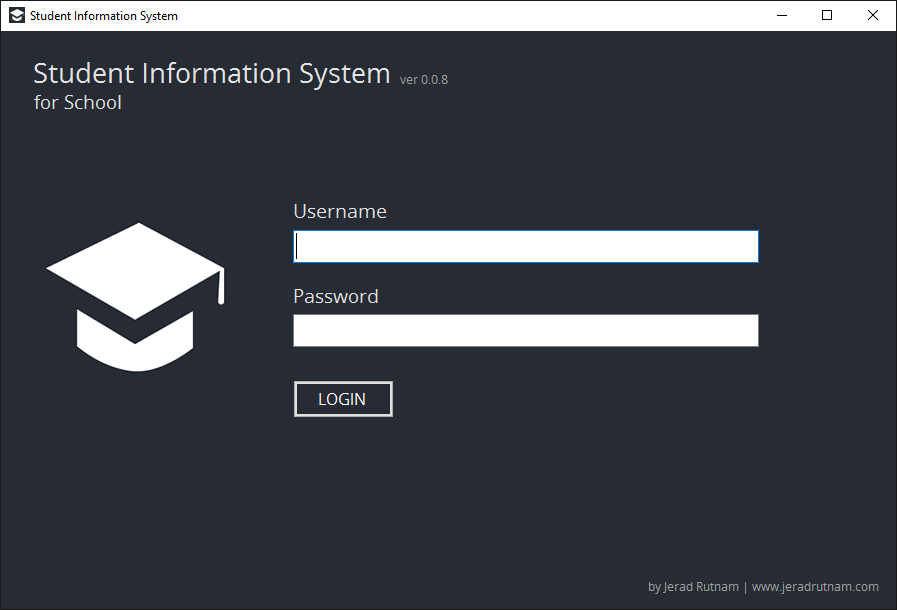 Student Information System
Student Information System ver 0.0.8
for School
Username
Password
LOGIN
by Jerad Rutnam | www.jeradrutnam.com